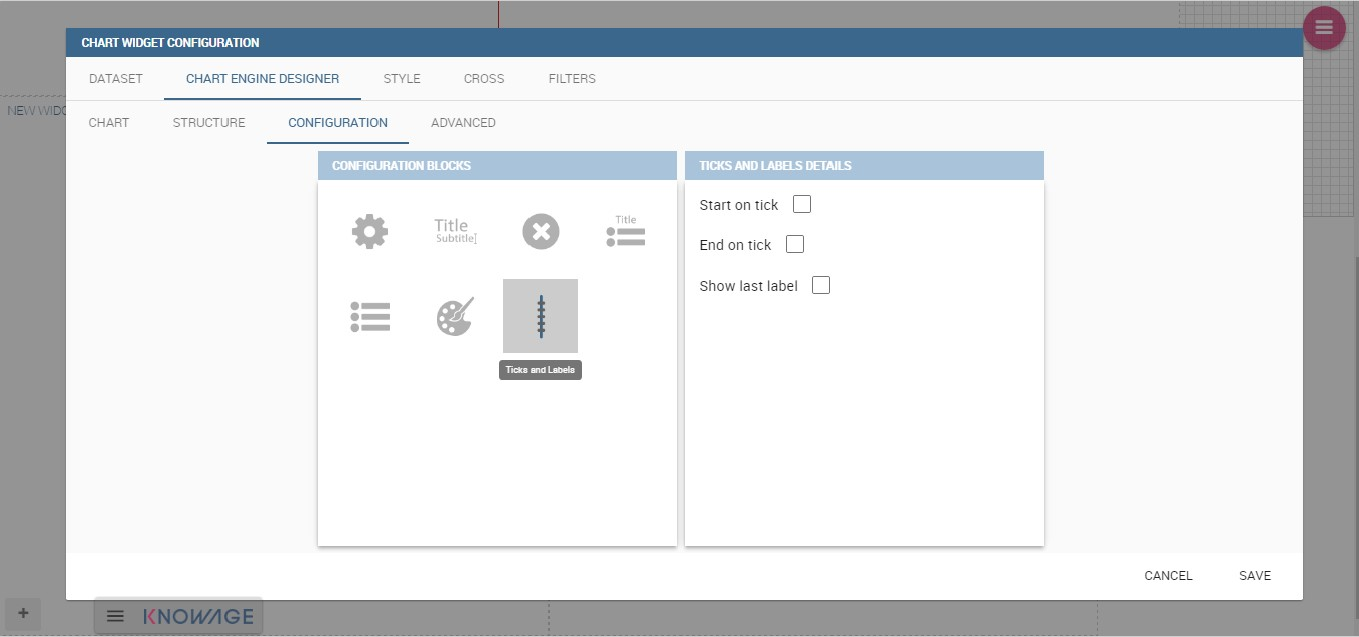 CHART WIDGET CONFIGURATION
DATASET CHART ENGINE DESIGNER STYLE CROSS FILTERS
NEW WIDG
CHART STRUCTURE CONFIGURATION ADVANCED
CONFIGURATION BLOCKS
Title
Subtitle
Title
Ticks and Labels
TICKS AND LABELS DETAILS
Start on tick
End on tick
Show last label
CANCEL SAVE
+
KNOWAGE